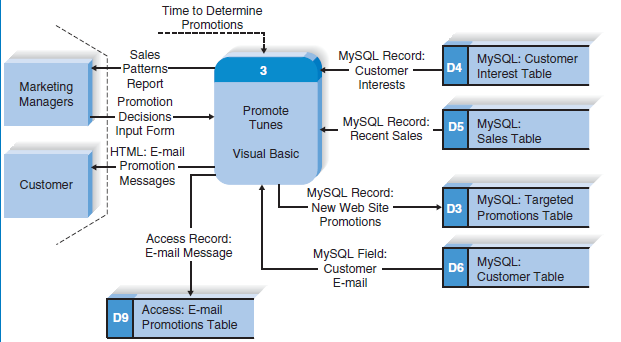 Time to Determine
Promotions
Sales
Patterns
Report
Marketing
Managers
Promotion
Decisions
Input Form
3
Promote
Tunes
Visual Basic
MySQL Record:
Customer
Interests
D4
MySQL: Customer
Interest Table
MySQL Record:
Recent Sales
D5
MySQL:
Sales Table
HTML: E-mail
Promotion
Messages
Customer
MySQL Record:
New Web Site
Promotions
D3
MySQL: Targeted
Promotions Table
Access Record:
E-mail Message
MySQL Field:
Customer
E-mail
D6
MySQL:
Customer Table
D9
Access: E-mail
Promotions Table